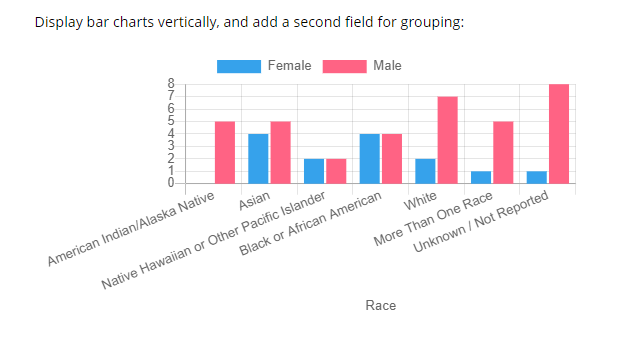 Display bar charts vertically, and add a second field for grouping:
Female Male
8
7
6
5
4
3
2
1
0
American Indian/Alaska Native
Asian
Native Hawaiian or Other Pacific Islander
Black or African American
White
More Than One Race
Unknown / Not Reported
Race